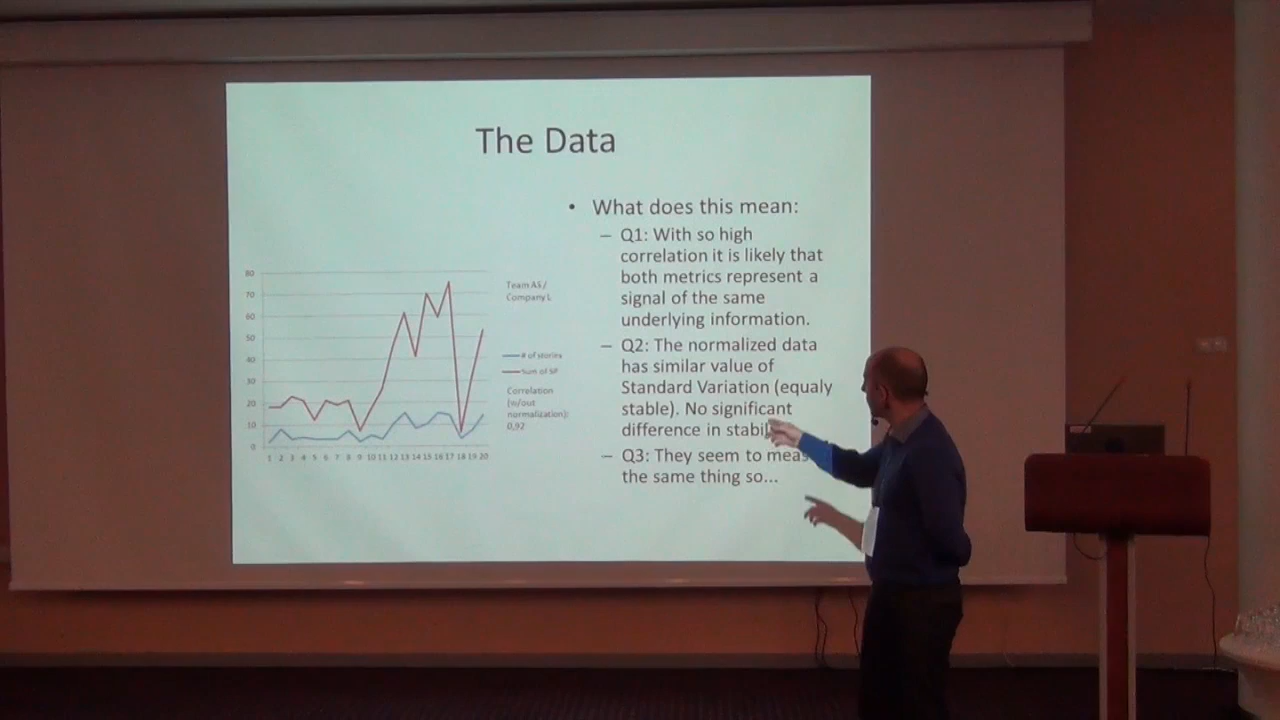 The Data
• What does this mean:
– Q1: With so high
correlation it is likely that
both metrics represent a
signal of the same
underlying information.
– Q2: The normalized data
has similar value of
Standard Variation (equaly
stable). No significant
difference in stabil
– Q3: They seem to meas
the same thing so...
80
70
60
50
40
30
20
10
0
1 2 3 4 5 6 7 8 9 10 11 12 13 14 15 16 17 18 19 20
Team AS /
Company L
# of stories
Sum of SP
Correlation
(w/out
normalization):
0,92